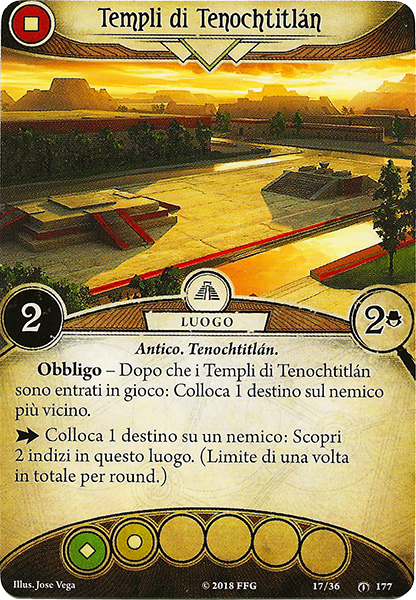 Templi di Tenochtitlán
2
LUOGO
2
Antico. Tenochtitlán.
Obbligo – Dopo che i Templi di Tenochtitlán
sono entrati in gioco: Colloca 1 destino sul nemico
più vicino.
Colloca 1 destino su un nemico: Scopri
2 indizi in questo luogo. (Limite di una volta
in totale per round.)
Illus. Jose Vega
© 2018 FFG
17/36
177